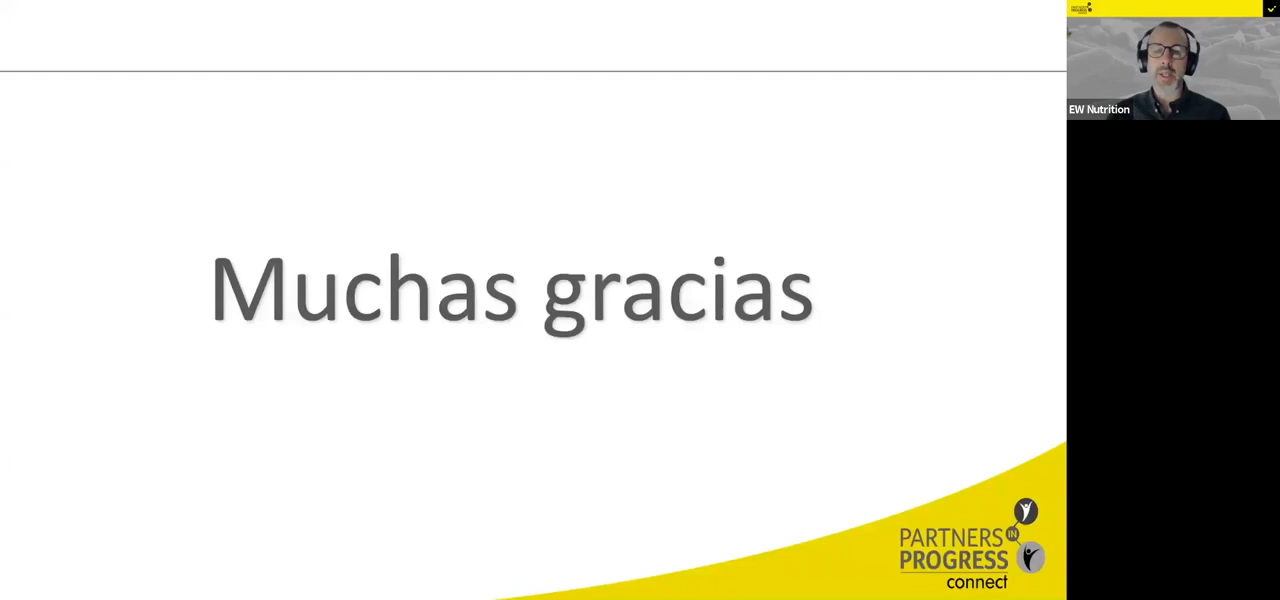 Muchas gracias
PARTNERS
IN
PROGRESS
connect
EW Nutrition